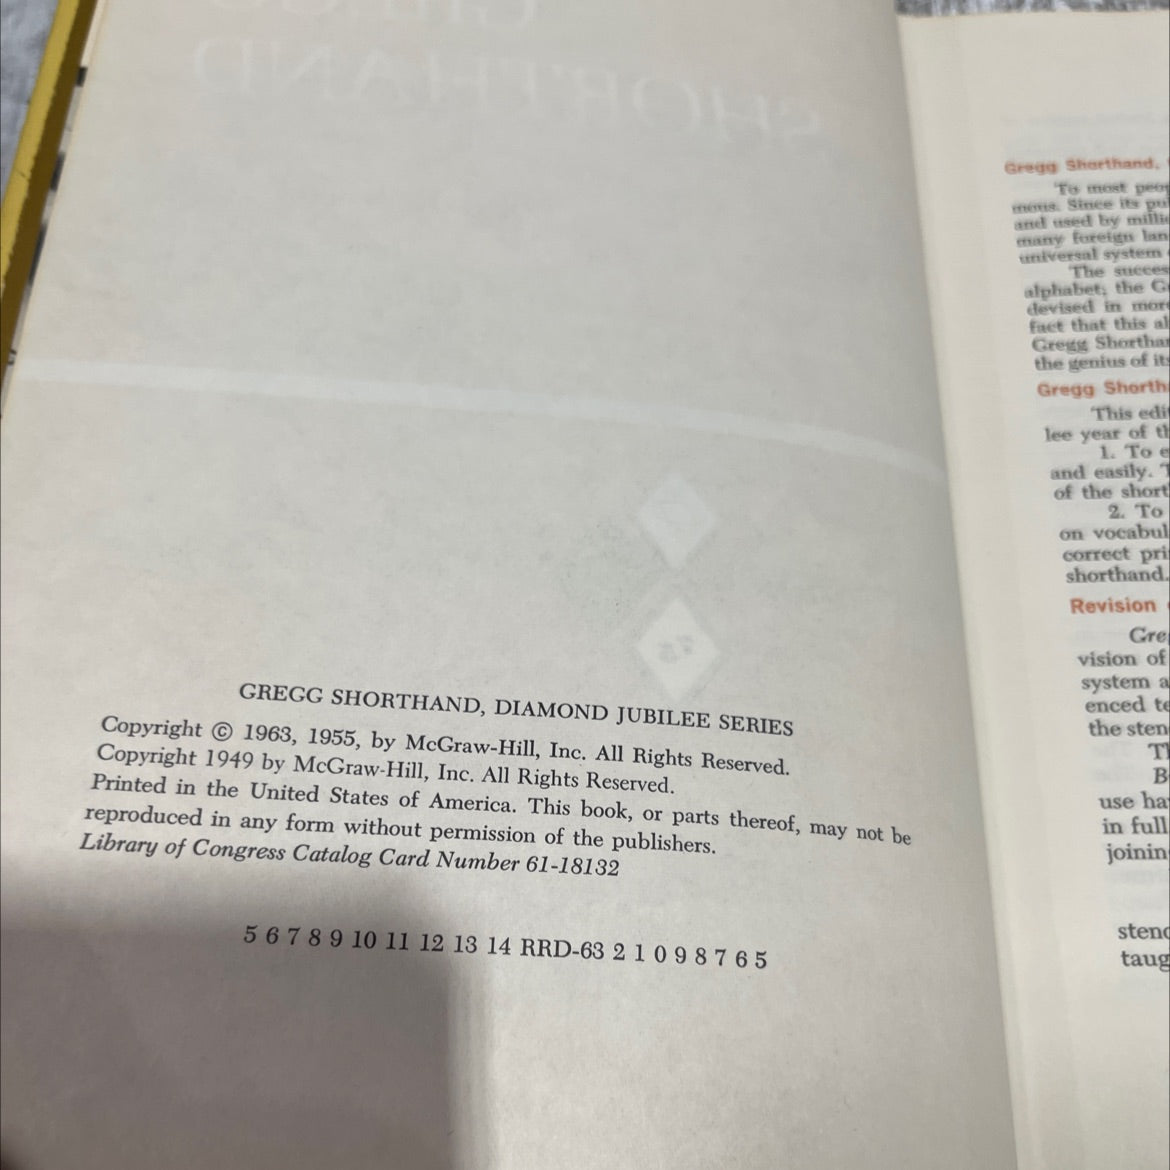 GREGG SHORTHAND, DIAMOND JUBILEE SERIES
Copyright © 1963, 1955, by McGraw-Hill, Inc. All Rights Reserved.
Copyright 1949 by McGraw-Hill, Inc. All Rights Reserved.
Printed in the United States of America. This book, or parts thereof, may not be
reproduced in any form without permission of the publishers.
Library of Congress Catalog Card Number 61-18132
5 6 7 8 9 10 11 12 13 14 RRD-63 2 1 0 9 8 7 6 5
Gregg Shorthand,
To most peo
mous. Since its pu
and used by milli
many foreign lan
universal system
The succes
alphabet; the G
devised in mor
fact that this al
Gregg Shortha
the genius of it
Gregg Shorth
This edi
lee year of t
1. To e
and easily. T
of the short
2. To
on vocabul
correct pri
shorthand.
Revision
Gre
vision of
system a
enced te
the sten
T
B
use ha
in full
joinin
stend
taug